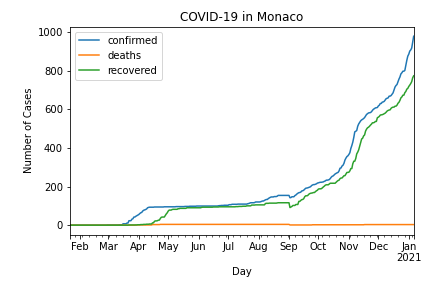 COVID-19 in Monaco
confirmed
deaths
recovered
Number of Cases
1000
800
600
400
200
0
Feb Mar Apr May Jun Jul Aug Sep Oct Nov Dec Jan
2021
Day